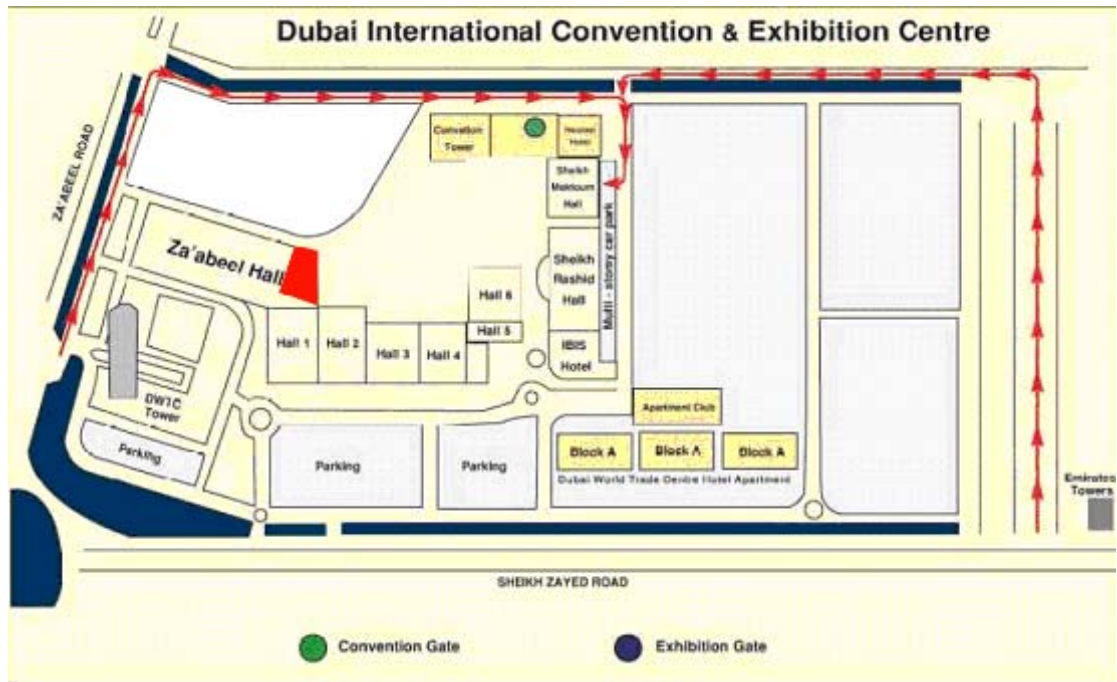 Dubai International Convention & Exhibition Centre
ZA'ABEEL ROAD
Tower
Hotel
Sheikh
Maktoum
Hall
Multi - storey car park
Za'abeel Hall
Sheikh
Rashid
Hall
Hall 6
Hall 5
Hall 1
Hall 2
Hall 3
Hall 4
IBIS
Hotel
DWTC
Tower
Parking
Parking
Parking
Apartment Club
Block A
Block A
Block A
Dubai World Trade Centre Hotel Apartment
Emirates
Towers
SHEIKH ZAYED ROAD
Convention Gate
Exhibition Gate